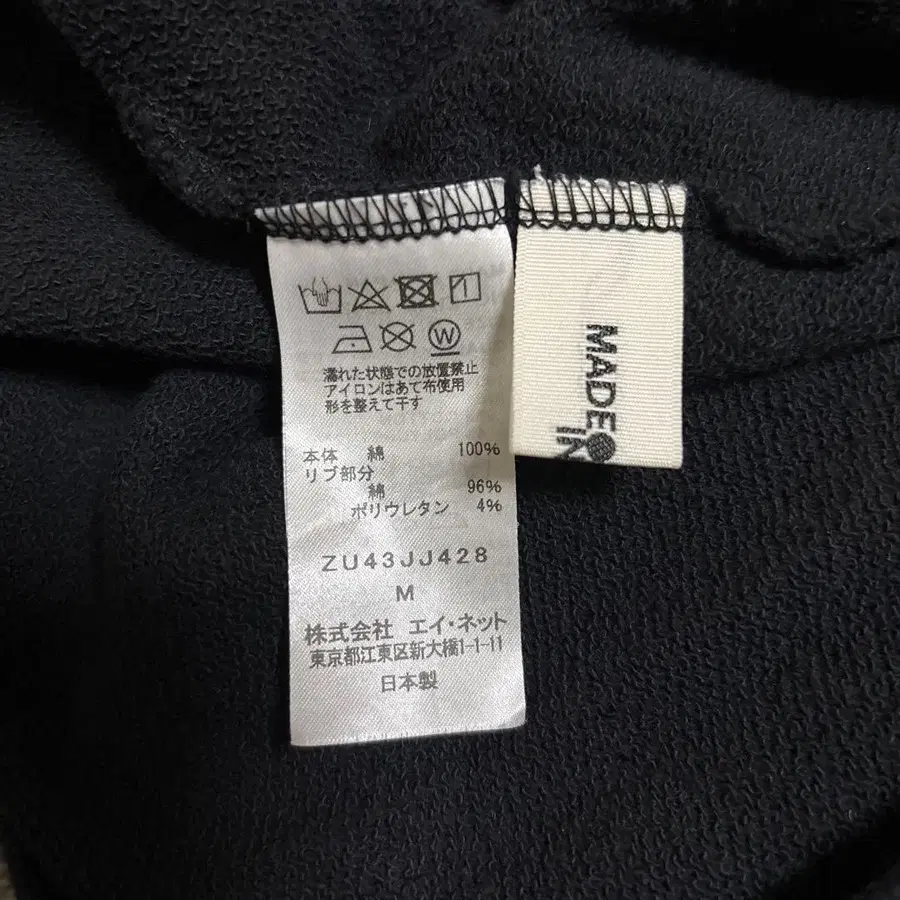 W
濡れた状態での放置禁止
アイロンはあて布使用
形を整えて干す
本体 綿 100%
リブ部分
綿 96%
ポリウレタン 4%
ZU43JJ428
M
株式会社 エイ・ネット
東京都江東区新大橋1-1-11
日本製
MADE
IN